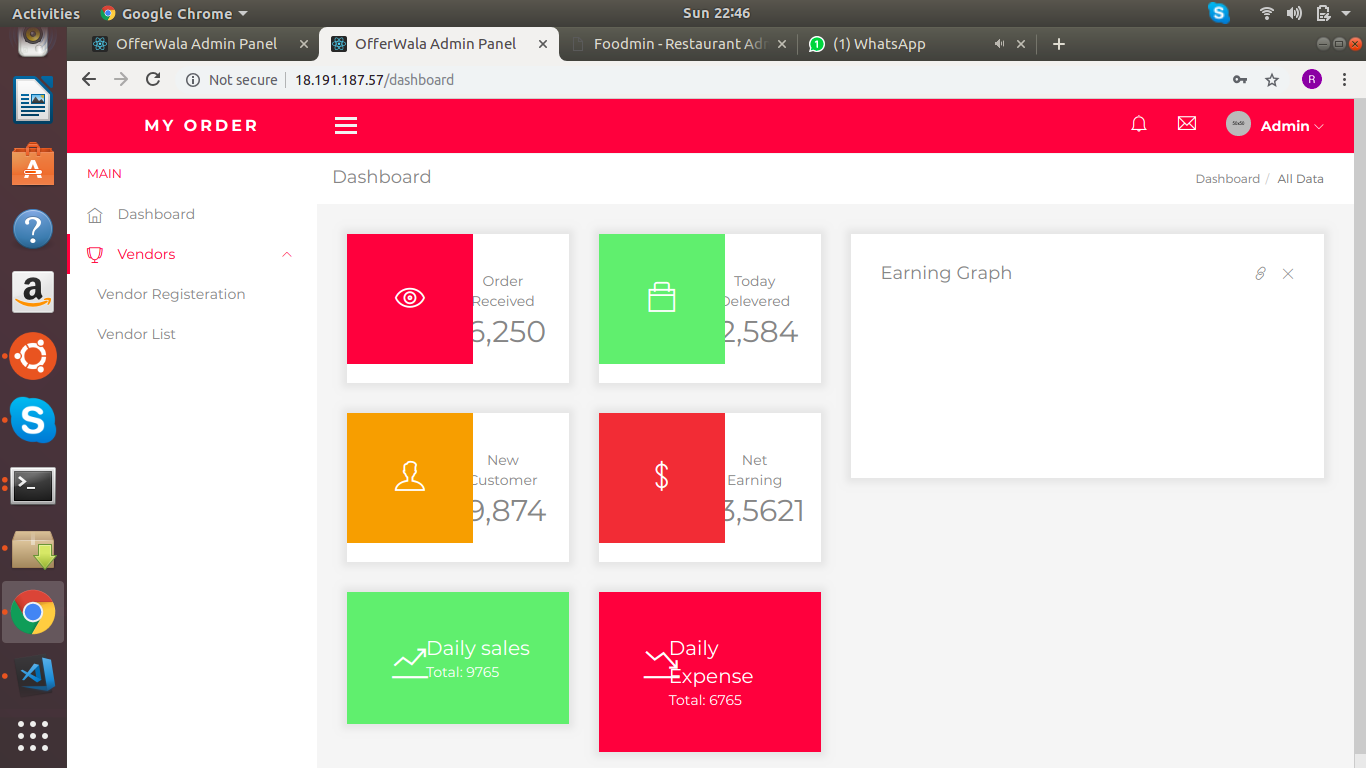 Activities
Google Chrome
Sun 22:46
OfferWala Admin Panel
OfferWala Admin Panel
Foodmin - Restaurant Adm
(1) WhatsApp
Not secure
18.191.187.57/dashboard
R
MY ORDER
Admin
MAIN
Dashboard
Vendors
Vendor Registeration
Vendor List
Dashboard
Dashboard / All Data
Order
Received
6,250
Today
Delevered
2,584
Earning Graph
New
Customer
9,874
Net
Earning
3,5621
Daily sales
Total: 9765
Daily
Expense
Total: 6765